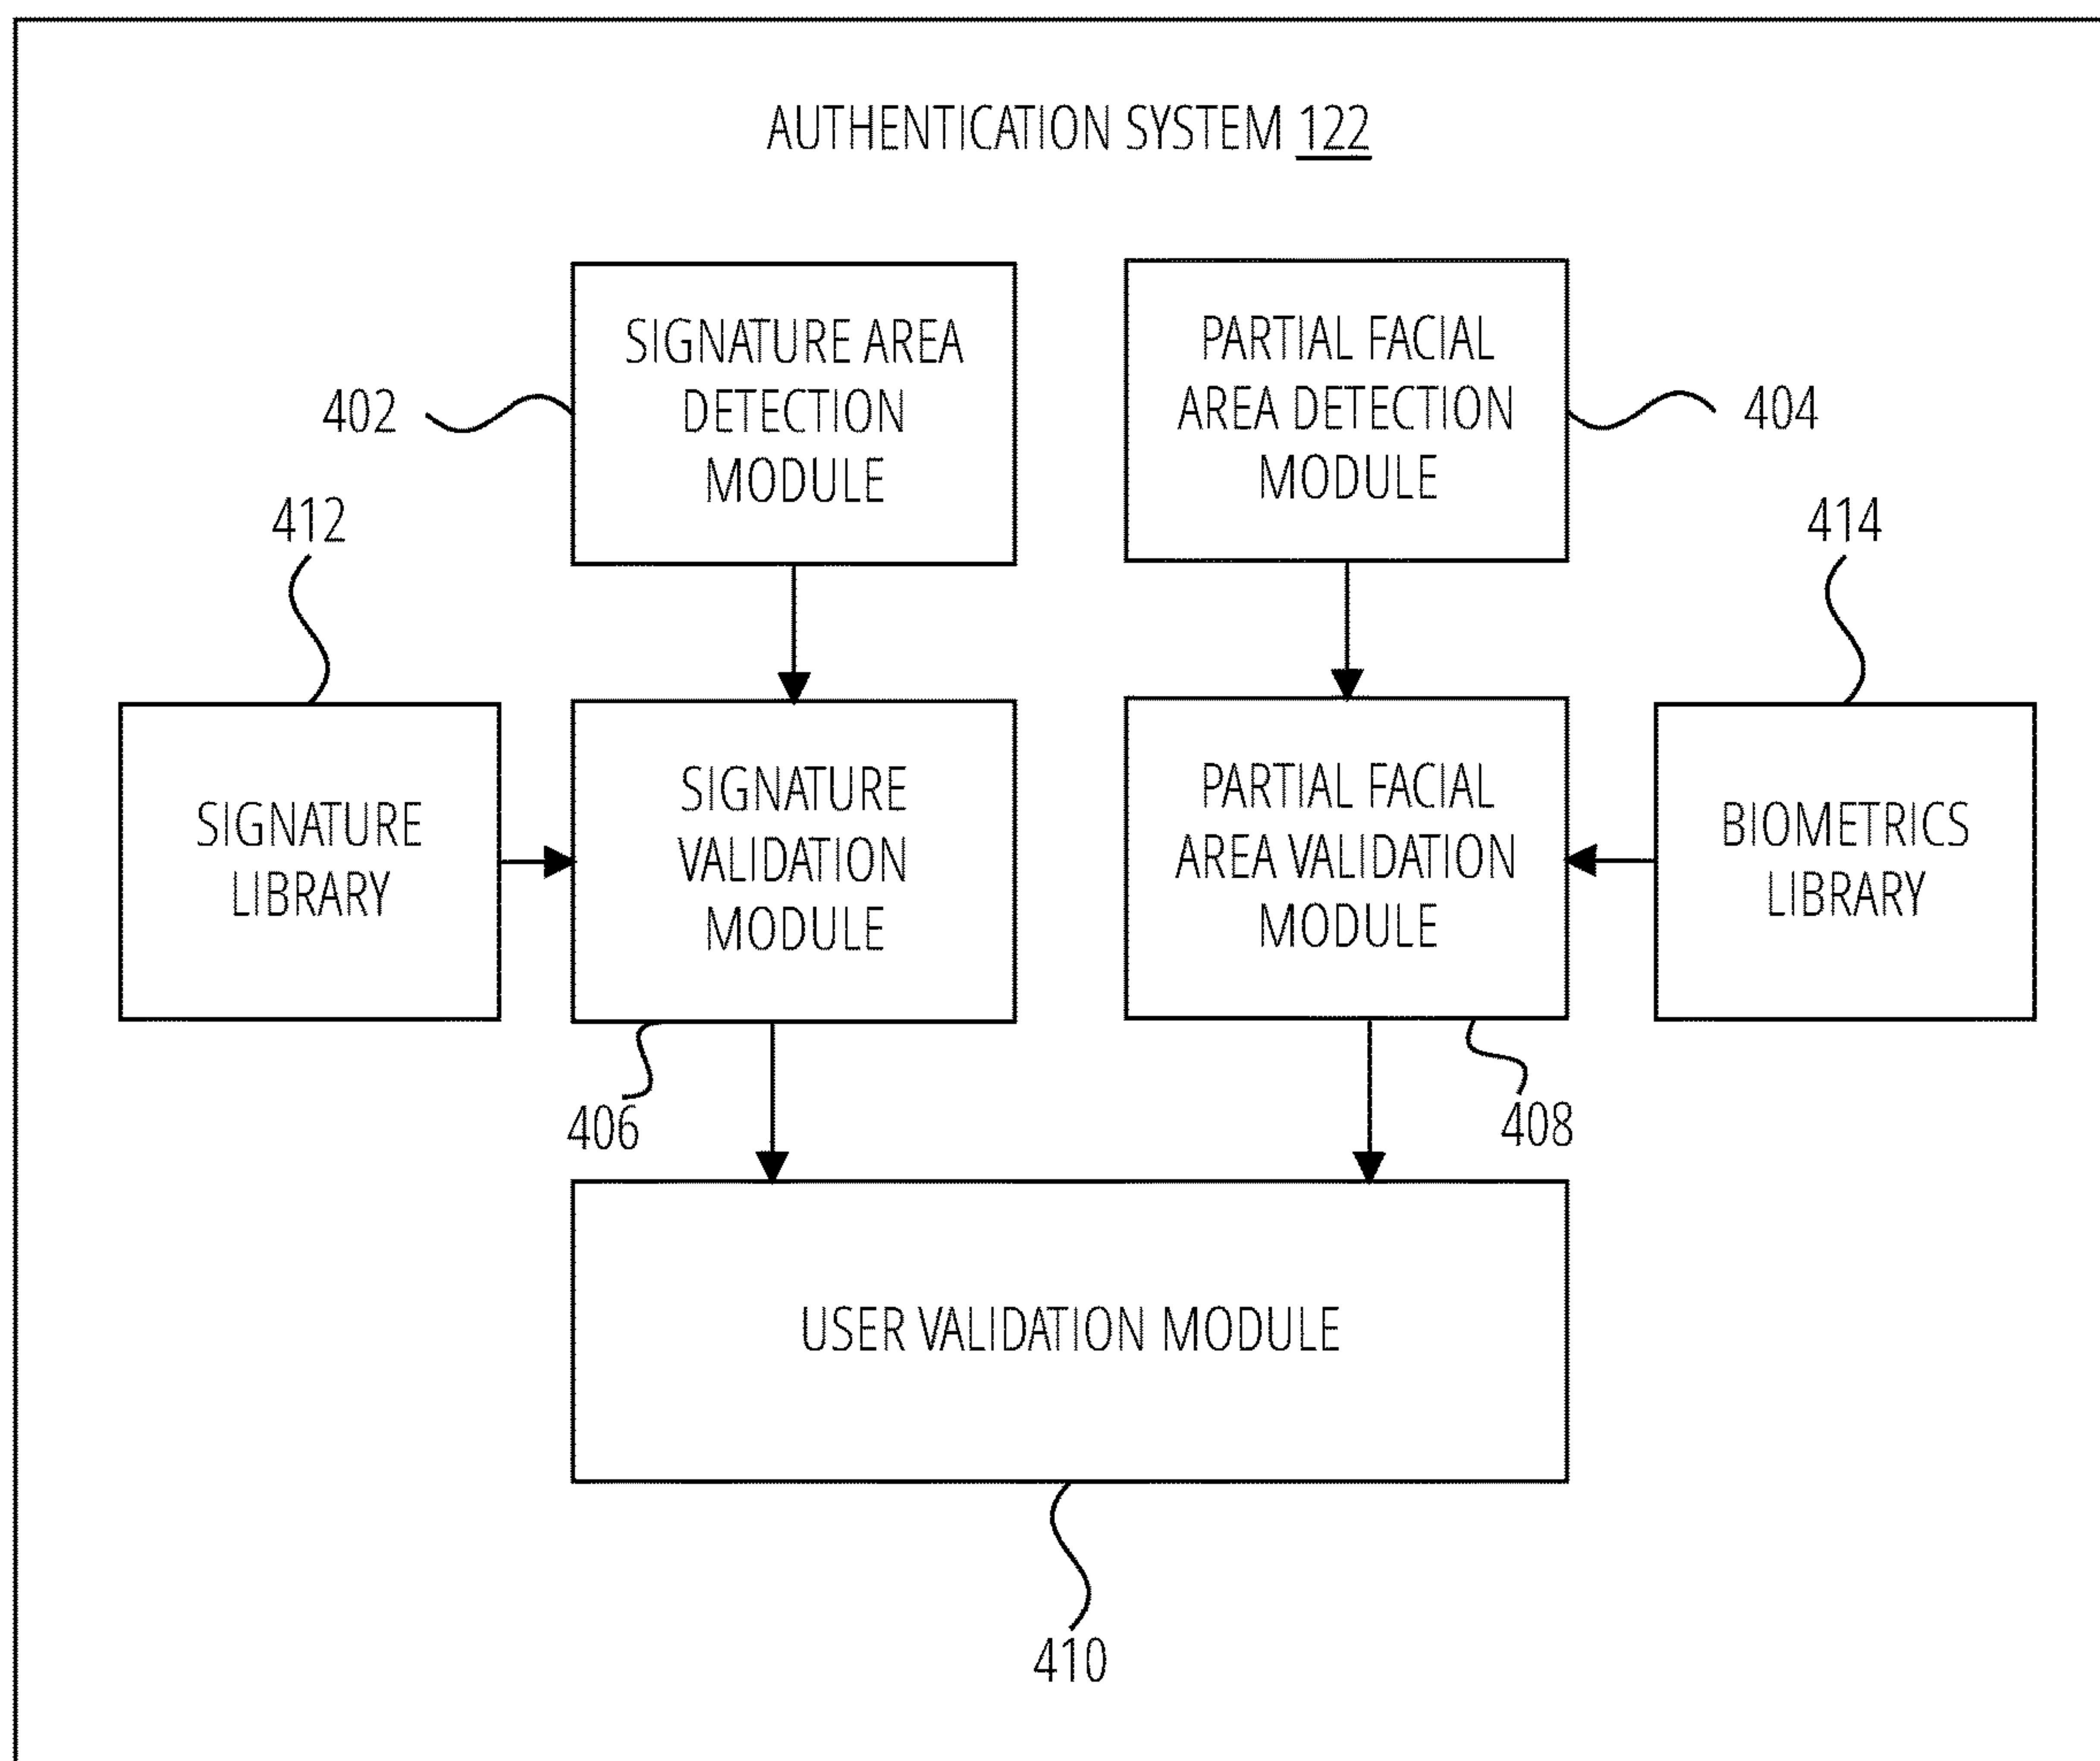 AUTHENTICATION SYSTEM 122
SIGNATURE AREA
DETECTION
MODULE
402
PARTIAL FACIAL
AREA DETECTION
MODULE
404
412
414
SIGNATURE
LIBRARY
SIGNATURE
VALIDATION
MODULE
PARTIAL FACIAL
AREA VALIDATION
MODULE
BIOMETRICS
LIBRARY
406
408
USER VALIDATION MODULE
410